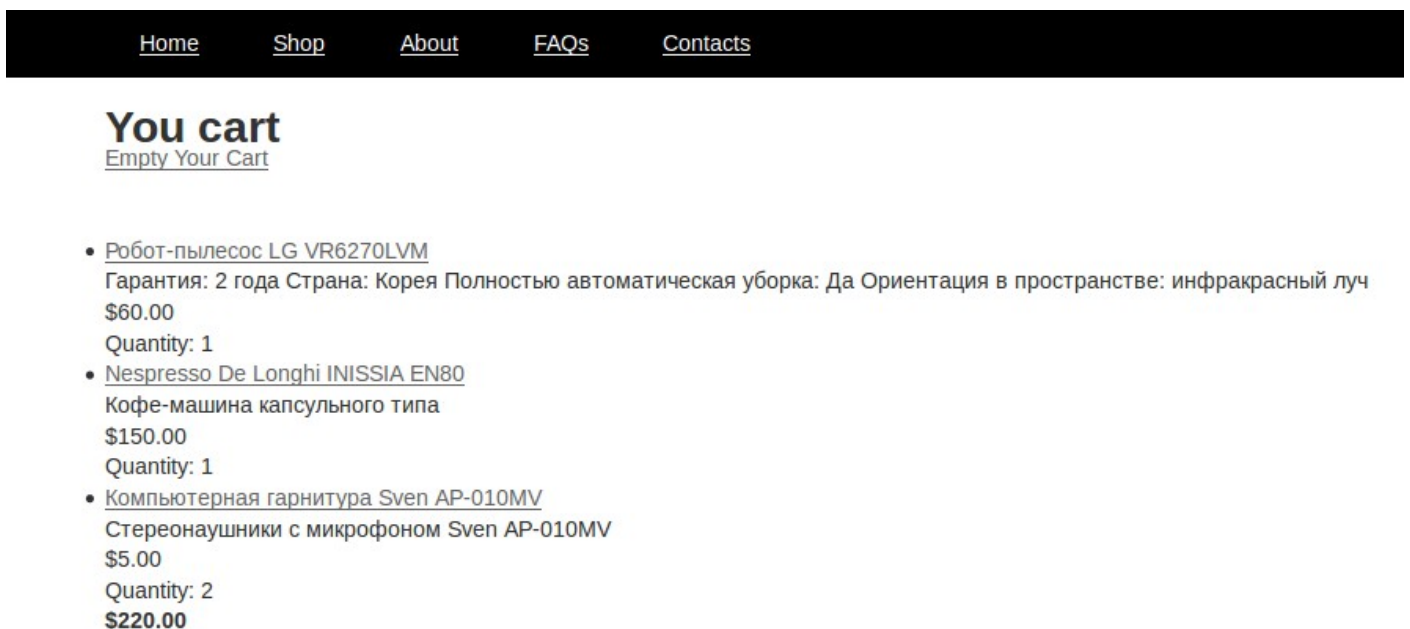 Home Shop About FAQs Contacts
You cart
Empty Your Cart
Робот-пылесос LG VR6270LVM
Гарантия: 2 года Страна: Корея Полностью автоматическая уборка: Да Ориентация в пространстве: инфракрасный луч
$60.00
Quantity: 1
Nespresso De Longhi INISSIA EN80
Кофе-машина капсульного типа
$150.00
Quantity: 1
Компьютерная гарнитура Sven AP-010MV
Стереонаушники с микрофоном Sven AP-010MV
$5.00
Quantity: 2
$220.00